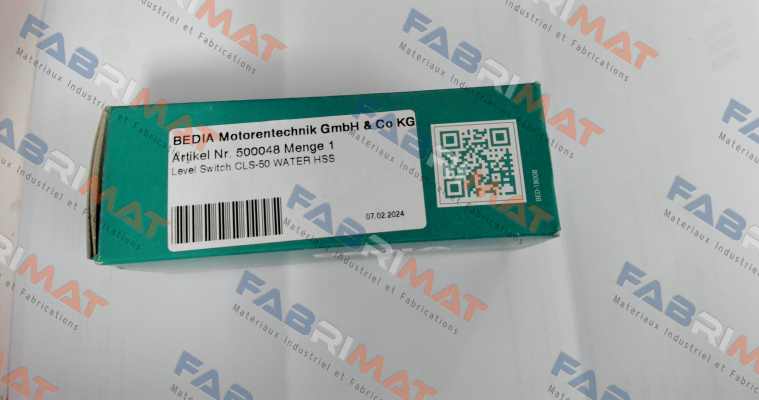 BEDIA Motorentechnik GmbH & Co KG
Artikel Nr. 500048 Menge 1
Level Switch CLS-50 WATER HSS
07.02.2024
BED-18008
FABRIMAT
Matériaux Industriel et Fabrications